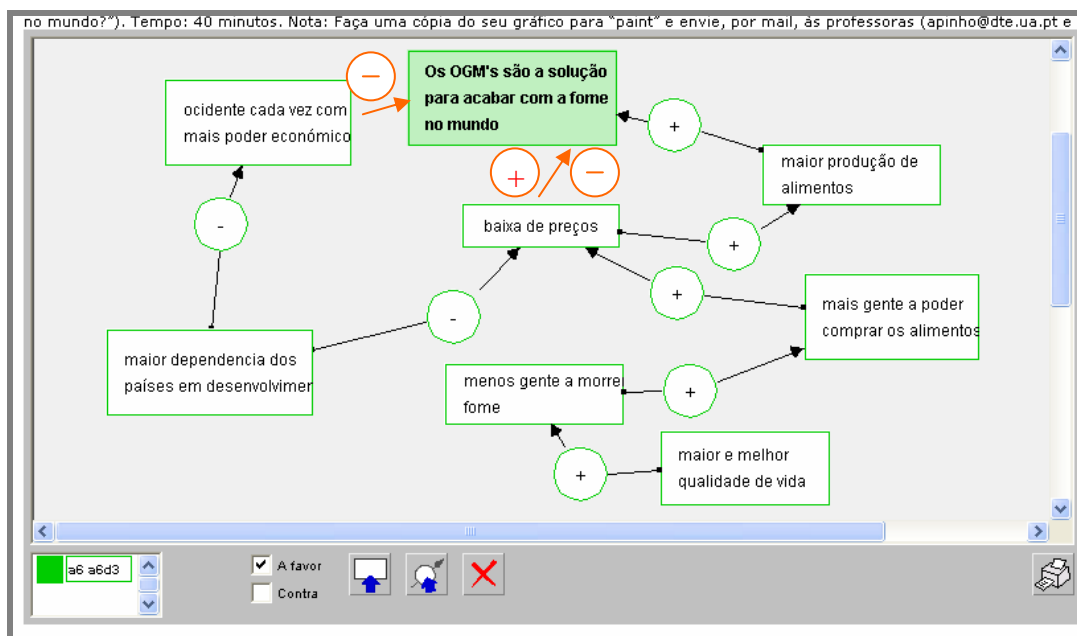 no mundo?"). Tempo: 40 minutos. Nota: Faça uma cópia do seu gráfico para "paint" e envie, por mail, às professoras (apinho@dte.ua.pt e
Os OGM's são a solução
para acabar com a fome
no mundo
−
ocidente cada vez com
mais poder económico
+
maior produção de
alimentos
+
−
baixa de preços
-
+
+
mais gente a poder
comprar os alimentos
-
maior dependencia dos
países em desenvolvimen
menos gente a morrer
fome
+
maior e melhor
qualidade de vida
+
a6 a6d3
A favor
Contra